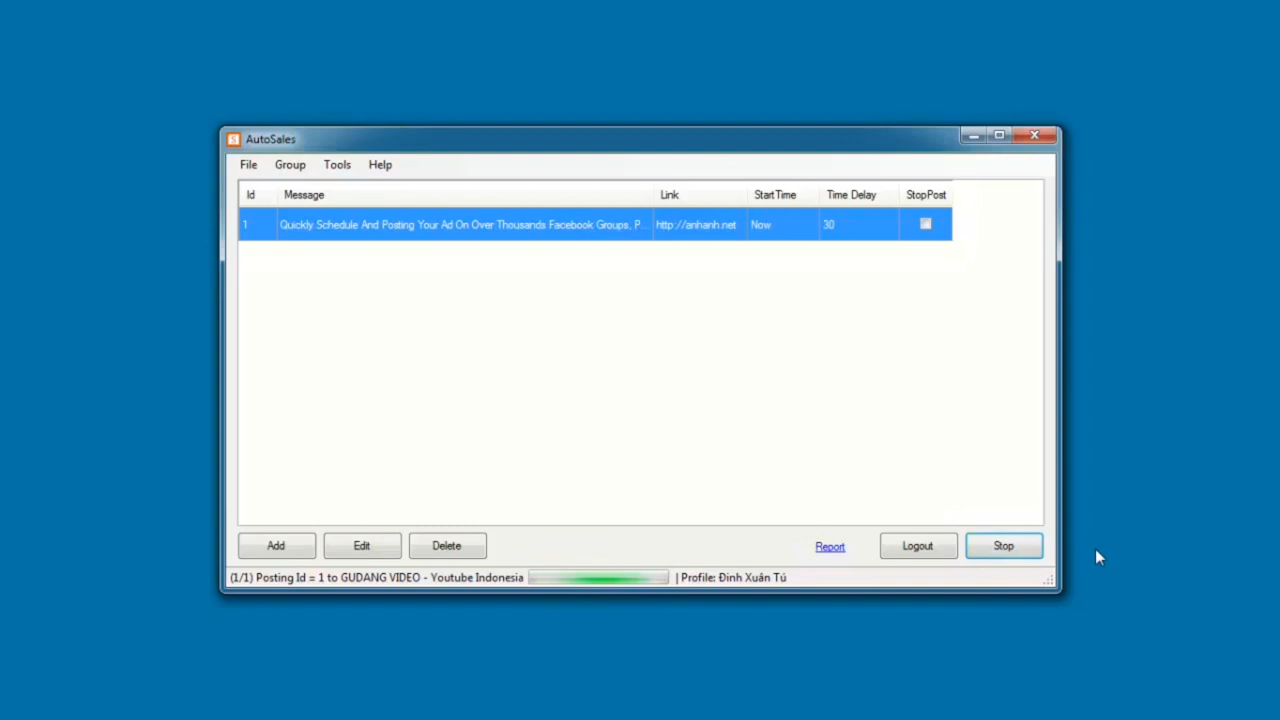 AutoSales
File Group Tools Help
Id Message Link StartTime Time Delay StopPost
1 Quickly Schedule And Posting Your Ad On Over Thousands Facebook Groups, P... http://anhanh.net Now 30
Add Edit Delete Report Logout Stop
(1/1) Posting Id = 1 to GUDANG VIDEO - Youtube Indonesia | Profile: Đinh Xuân Tú